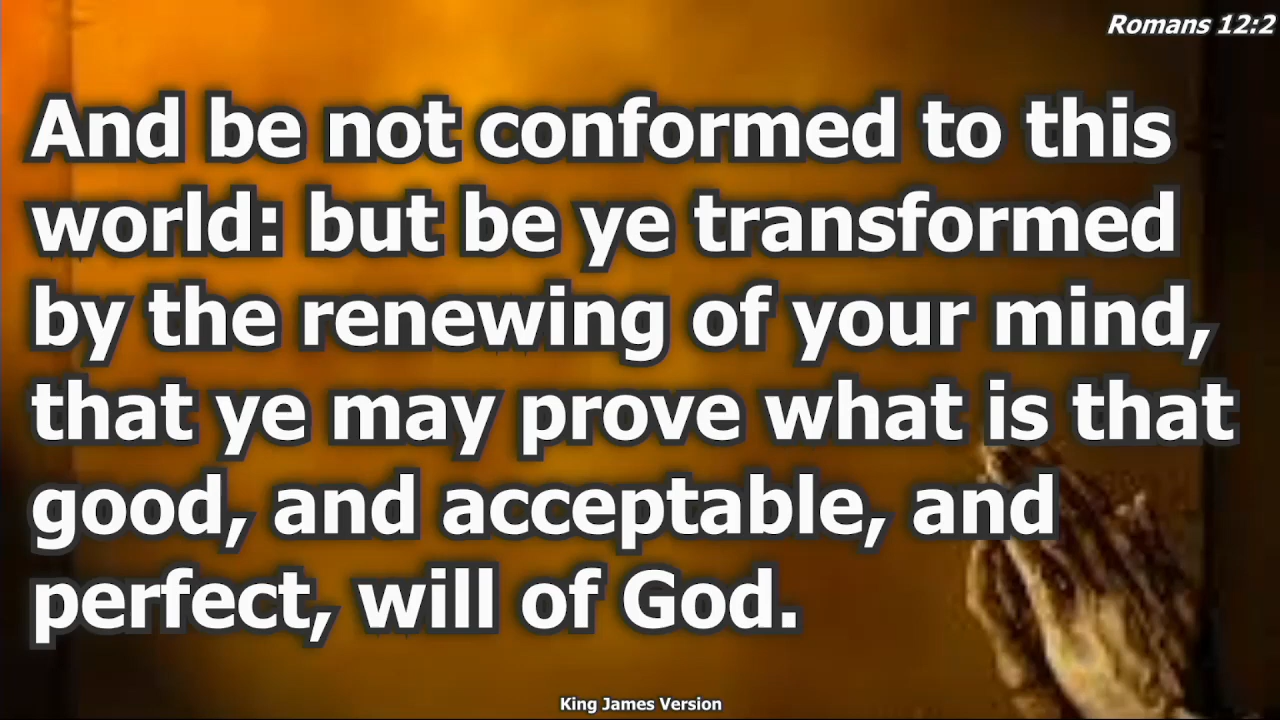 Romans 12:2
And be not conformed to this
world: but be ye transformed
by the renewing of your mind,
that ye may prove what is that
good, and acceptable, and
perfect, will of God.
King James Version